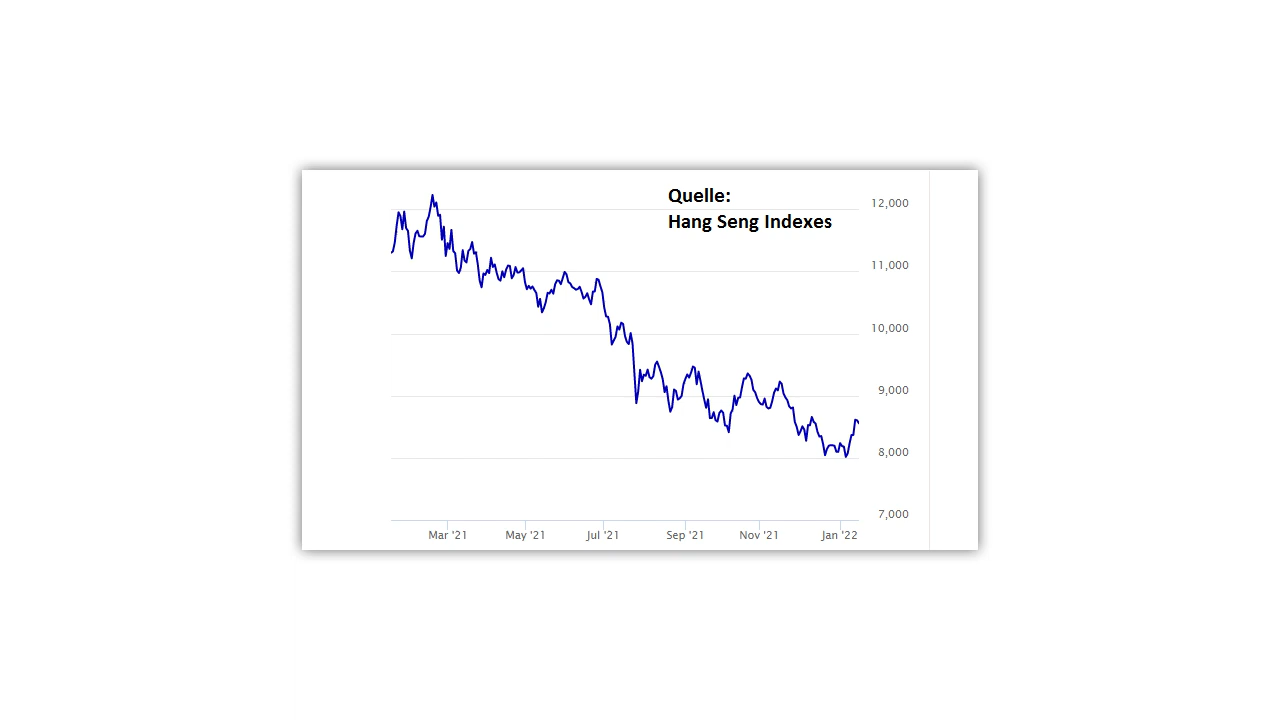 Quelle:
Hang Seng Indexes
12,000
11,000
10,000
9,000
8,000
7,000
Mar '21 May '21 Jul '21 Sep '21 Nov '21 Jan '22